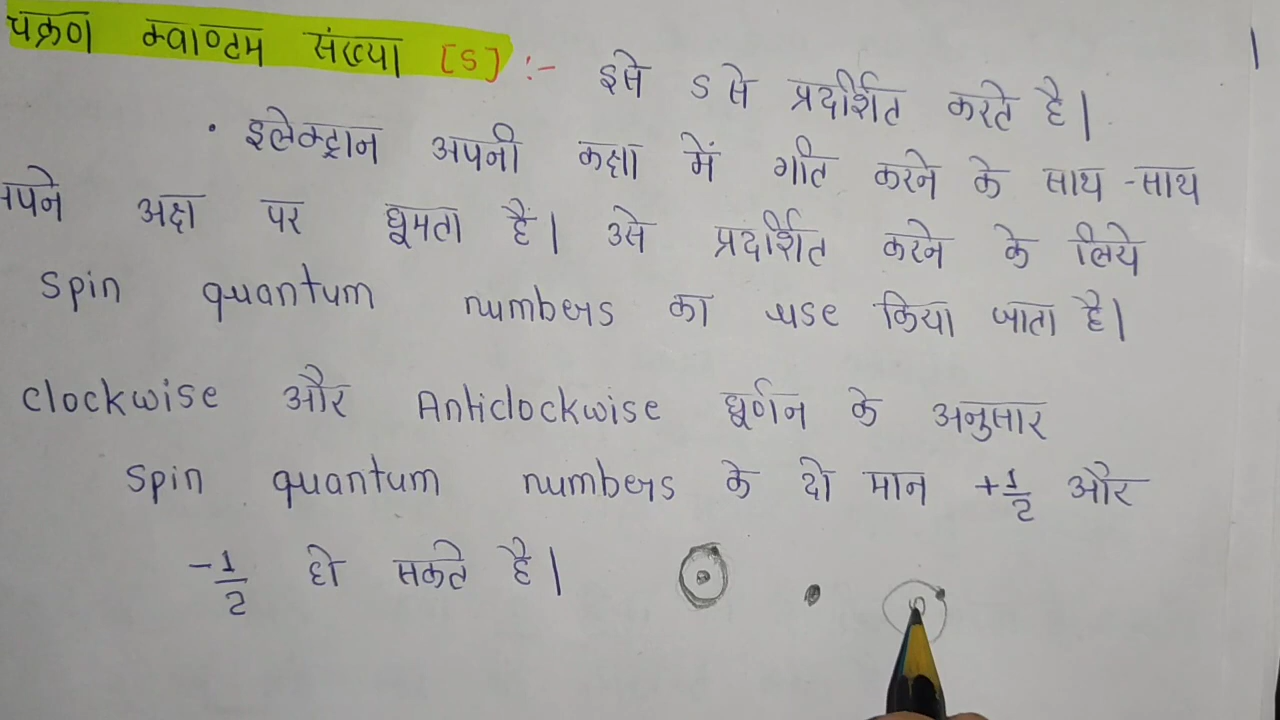 चक्रण क्वाण्टम संख्या [S] :- इसे S से प्रदर्शित करते है।
• इलेक्ट्रान अपनी कक्षा में गति करने के साथ-साथ
अपने अक्ष पर घूमता है। उसे प्रदर्शित करने के लिये
spin quantum numbers का use किया जाता है।
clockwise और Anticlockwise घूर्णन के अनुसार
spin quantum numbers के दो मान +1/2 और
-1/2 हो सकते है।